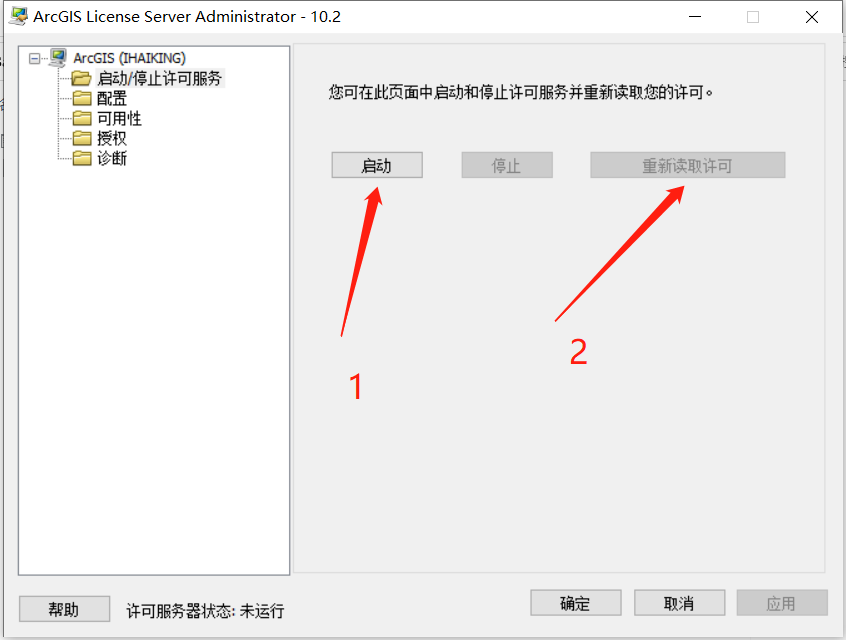 ArcGIS License Server Administrator - 10.2
ArcGIS (IHAIKING)
启动/停止许可服务
配置
可用性
授权
诊断
您可在此页面中启动和停止许可服务并重新读取您的许可。
启动 停止 重新读取许可
1
2
帮助 许可服务器状态: 未运行 确定 取消 应用